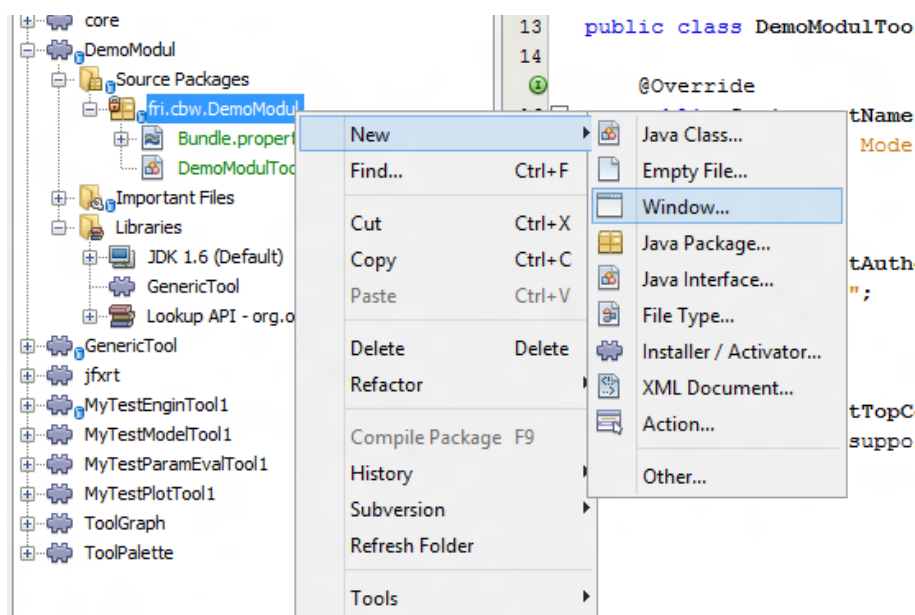 core
DemoModul
Source Packages
fri.cbw.DemoModul
Bundle.propert
DemoModulToo
Important Files
Libraries
JDK 1.6 (Default)
GenericTool
Lookup API - org.o
GenericTool
jfxrt
MyTestEnginTool1
MyTestModelTool1
MyTestParamEvalTool1
MyTestPlotTool1
ToolGraph
ToolPalette
New
Find... Ctrl+F
Cut Ctrl+X
Copy Ctrl+C
Paste Ctrl+V
Delete Delete
Refactor
Compile Package F9
History
Subversion
Refresh Folder
Tools
Java Class...
Empty File...
Window...
Java Package...
Java Interface...
File Type...
Installer / Activator...
XML Document...
Action...
Other...
13 public class DemoModulToo
14
@Override
tName
Mode
tAuth
";
tTopC
suppo